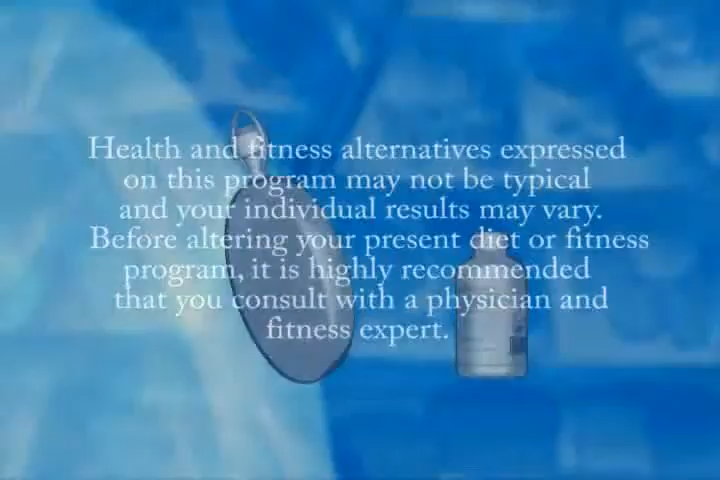 Health and fitness alternatives expressed
on this program may not be typical
and your individual results may vary.
Before altering your present diet or fitness
program, it is highly recommended
that you consult with a physician and
fitness expert.